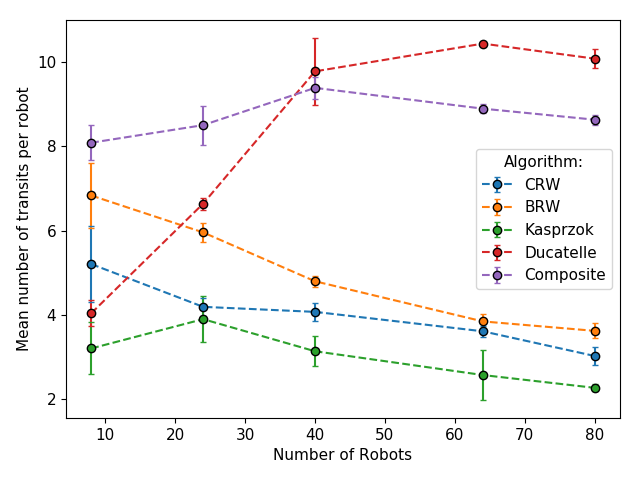 10
8
6
4
2
Mean number of transits per robot
Algorithm:
CRW
BRW
Kasprzok
Ducatelle
Composite
10 20 30 40 50 60 70 80
Number of Robots